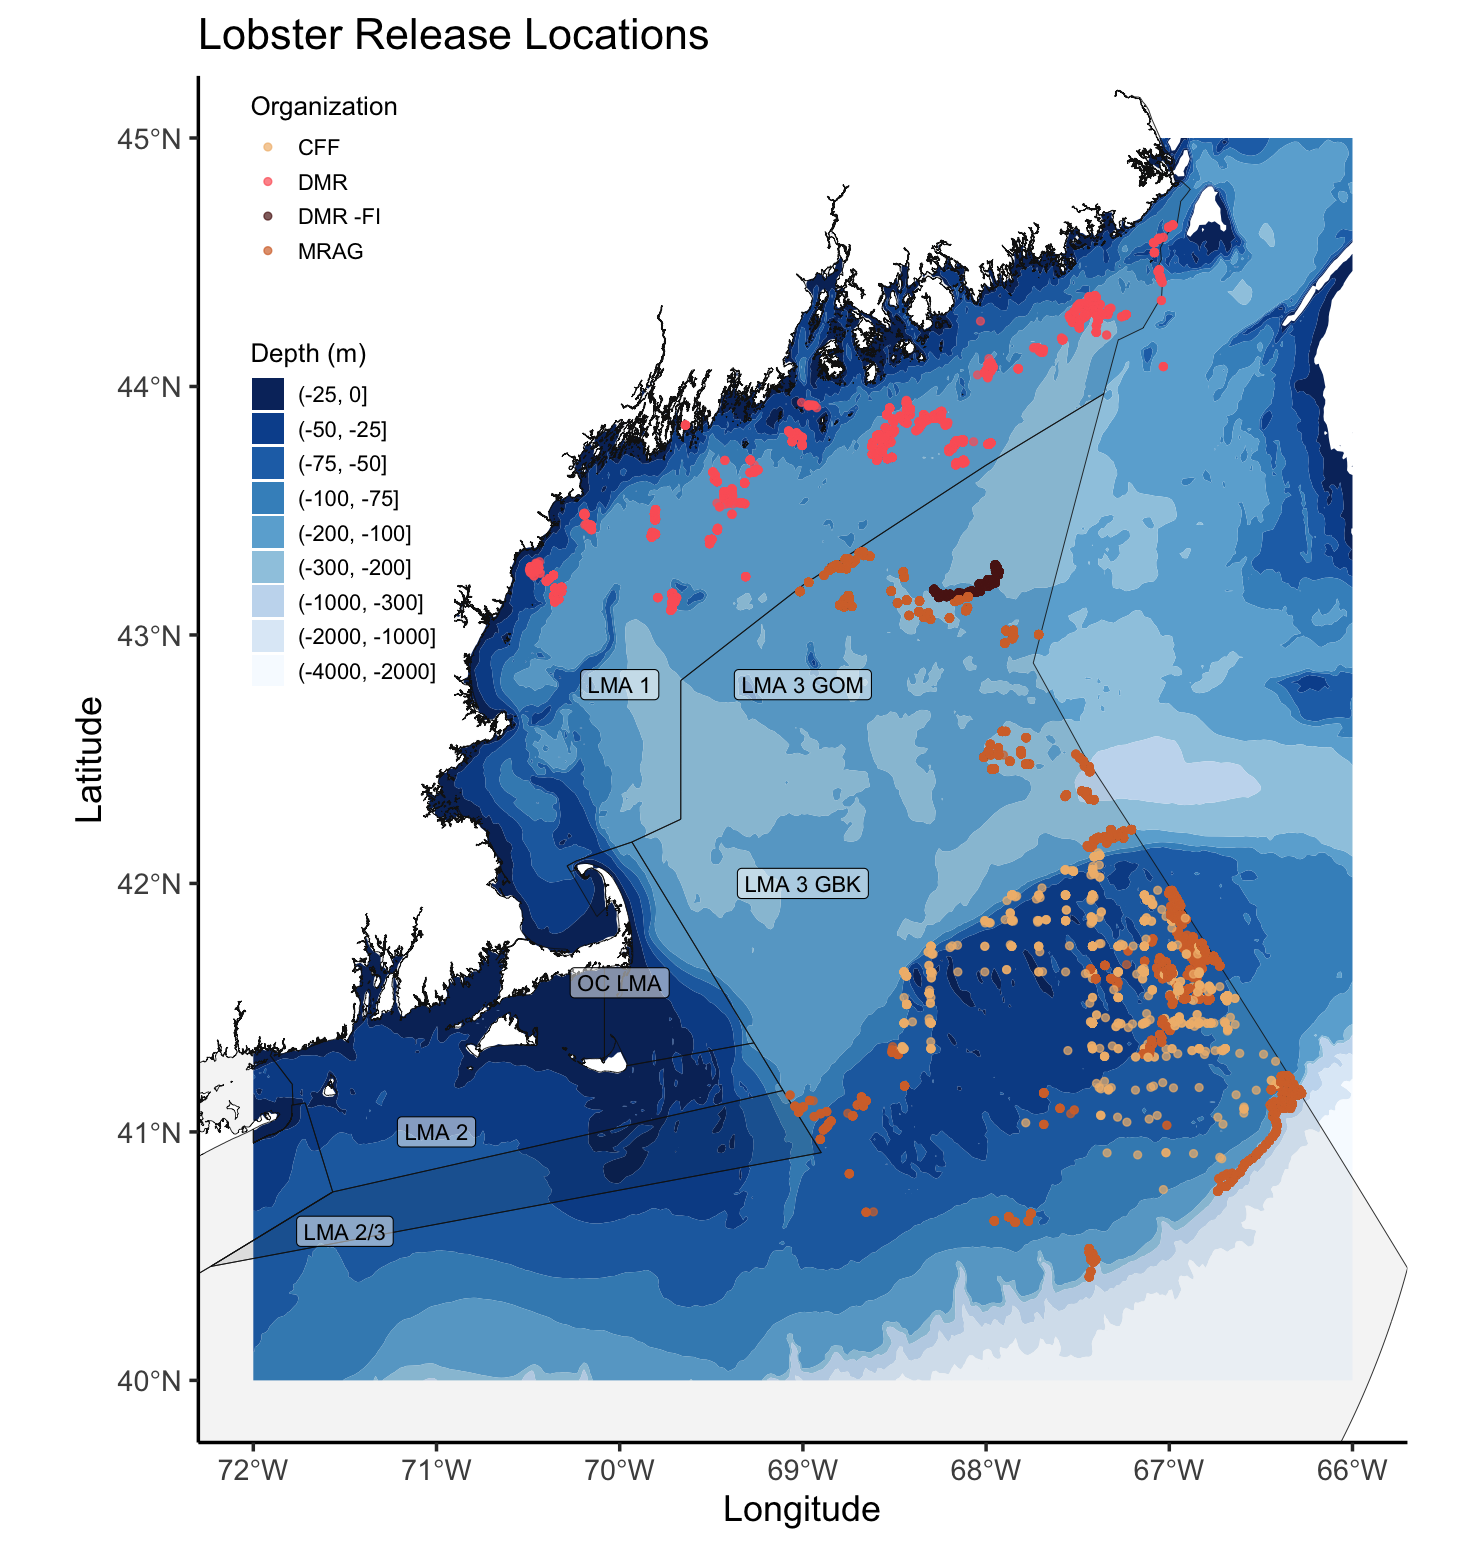 Lobster Release Locations
Organization
CFF
DMR
DMR -FI
MRAG
Depth (m)
(-25, 0]
(-50, -25]
(-75, -50]
(-100, -75]
(-200, -100]
(-300, -200]
(-1000, -300]
(-2000, -1000]
(-4000, -2000]
45°N
44°N
43°N
42°N
41°N
40°N
Latitude
LMA 1
LMA 3 GOM
LMA 3 GBK
OC LMA
LMA 2
LMA 2/3
72°W
71°W
70°W
69°W
68°W
67°W
66°W
Longitude